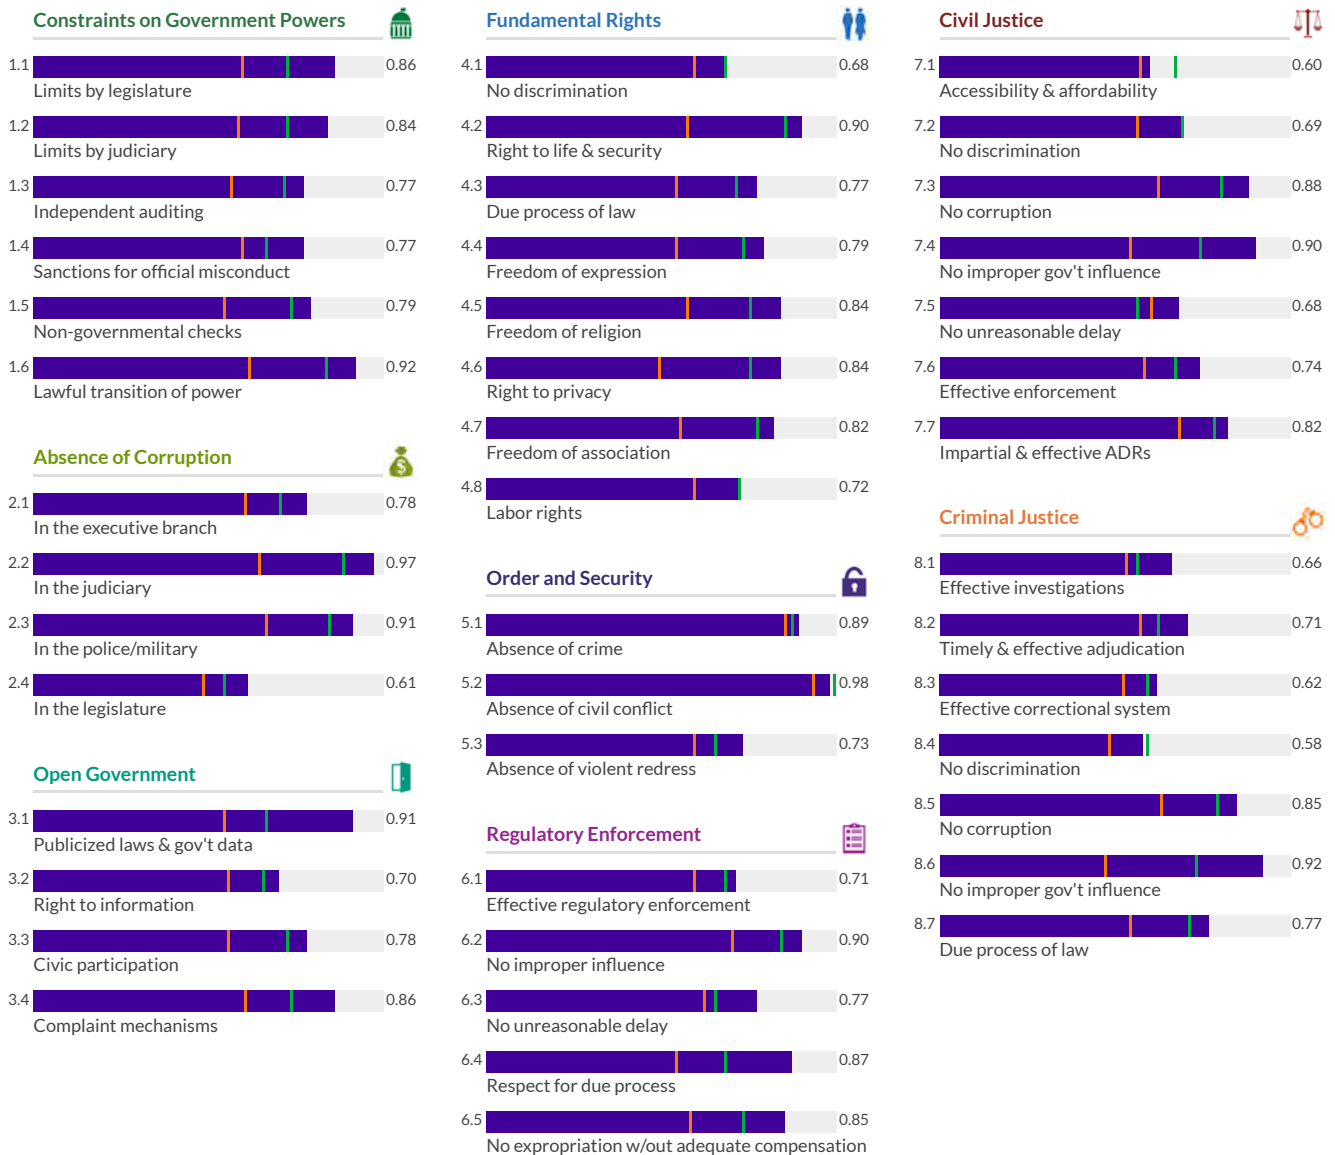 Constraints on Government Powers
1.1 0.86
Limits by legislature
1.2 0.84
Limits by judiciary
1.3 0.77
Independent auditing
1.4 0.77
Sanctions for official misconduct
1.5 0.79
Non-governmental checks
1.6 0.92
Lawful transition of power
Absence of Corruption
$
2.1 0.78
In the executive branch
2.2 0.97
In the judiciary
2.3 0.91
In the police/military
2.4 0.61
In the legislature
Open Government
3.1 0.91
Publicized laws & gov't data
3.2 0.70
Right to information
3.3 0.78
Civic participation
3.4 0.86
Complaint mechanisms
Fundamental Rights
4.1 0.68
No discrimination
4.2 0.90
Right to life & security
4.3 0.77
Due process of law
4.4 0.79
Freedom of expression
4.5 0.84
Freedom of religion
4.6 0.84
Right to privacy
4.7 0.82
Freedom of association
4.8 0.72
Labor rights
Order and Security
5.1 0.89
Absence of crime
5.2 0.98
Absence of civil conflict
5.3 0.73
Absence of violent redress
Regulatory Enforcement
6.1 0.71
Effective regulatory enforcement
6.2 0.90
No improper influence
6.3 0.77
No unreasonable delay
6.4 0.87
Respect for due process
6.5 0.85
No expropriation w/out adequate compensation
Civil Justice
7.1 0.60
Accessibility & affordability
7.2 0.69
No discrimination
7.3 0.88
No corruption
7.4 0.90
No improper gov't influence
7.5 0.68
No unreasonable delay
7.6 0.74
Effective enforcement
7.7 0.82
Impartial & effective ADRs
Criminal Justice
8.1 0.66
Effective investigations
8.2 0.71
Timely & effective adjudication
8.3 0.62
Effective correctional system
8.4 0.58
No discrimination
8.5 0.85
No corruption
8.6 0.92
No improper gov't influence
8.7 0.77
Due process of law